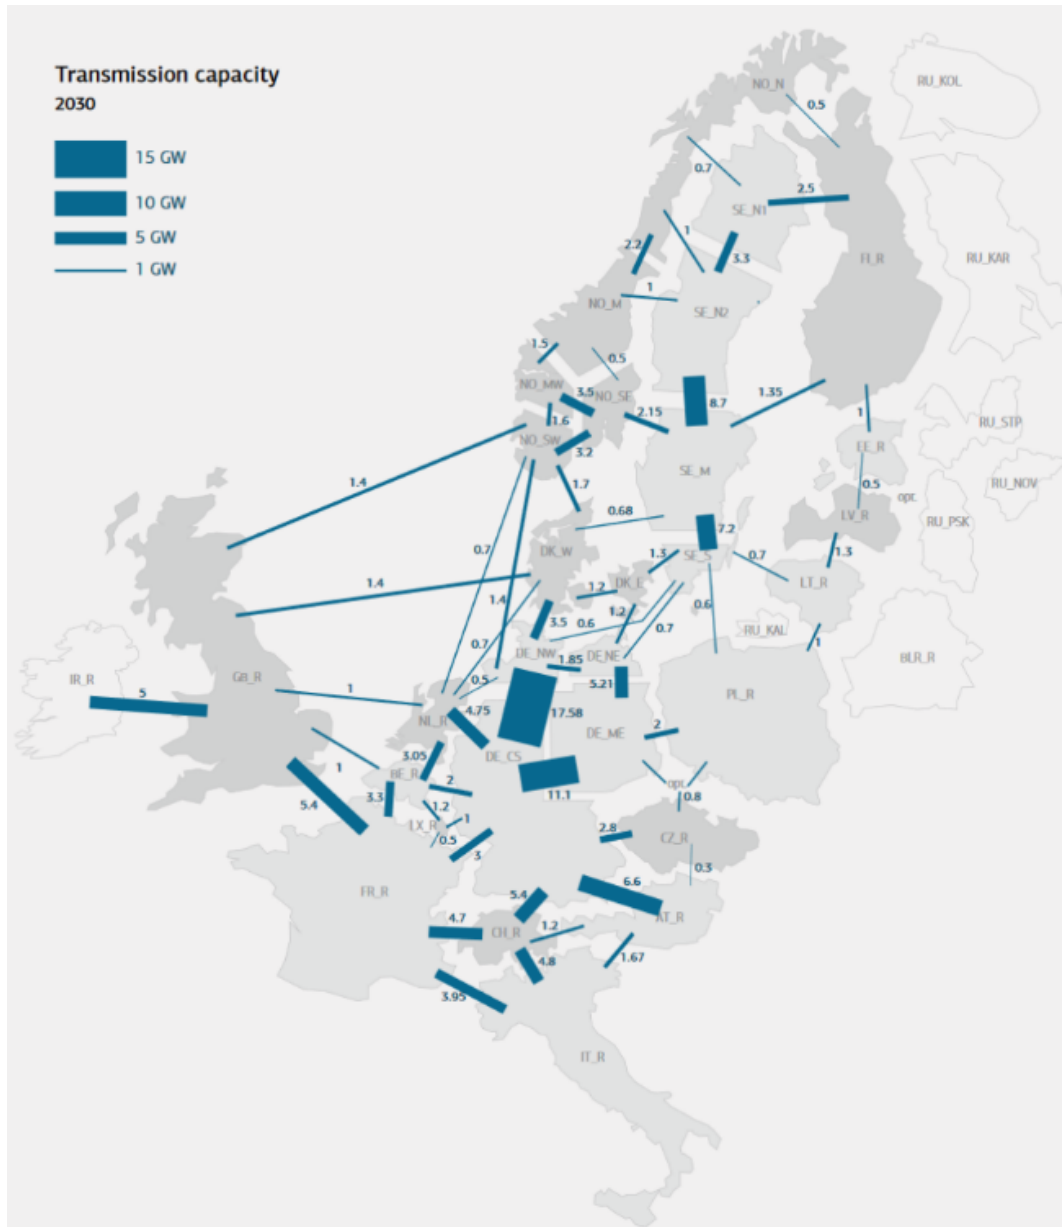 Transmission capacity
2030
15 GW
10 GW
5 GW
1 GW
NO_N
RU_KOL
0.5
0.7
2.5
SE_N1
1
2.2
3.3
FI_R
RU_KAR
1
NO_M
SE_N2
1.5
0.5
NO_MW
3.5
NO_SE
8.7
1.35
1.6
2.15
1
RU_STP
NO_SW
3.2
EE_R
SE_M
1.4
1.7
0.5
RU_NOV
opt.
0.68
LV_R
RU_PSK
7.2
0.7
DK_W
1.3
SE_S
0.7
1.3
1.4
DK_E
LT_R
1.2
1.4
0.6
3.5
1.2
0.6
0.7
RU_KAL
0.7
DE_NW
DE_NE
1.85
BLR_R
IR_R
GB_R
0.5
5.21
5
1
PL_R
NL_R
4.75
17.58
2
DE_ME
3.05
DE_CS
1
BE_R
2
opt.
3.3
11.1
0.8
5.4
1.2
1
LX_R
2.8
CZ_R
0.5
3
0.3
6.6
FR_R
5.4
AT_R
4.7
CH_R
1.2
4.8
1.67
3.95
IT_R